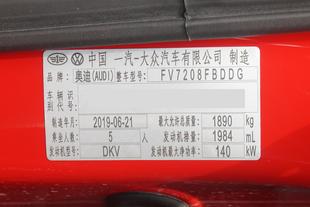 中国 一汽-大众汽车有限公司 制造
奥迪(AUDI)整车型号: FV7208FBDDG
车辆识别代号
制造年月 2019-06-21 最大允许总质量 1890 kg
乘坐人数 5 人 发动机排量 1984 mL
发动机型号 DKV 发动机最大净功率 140 kW